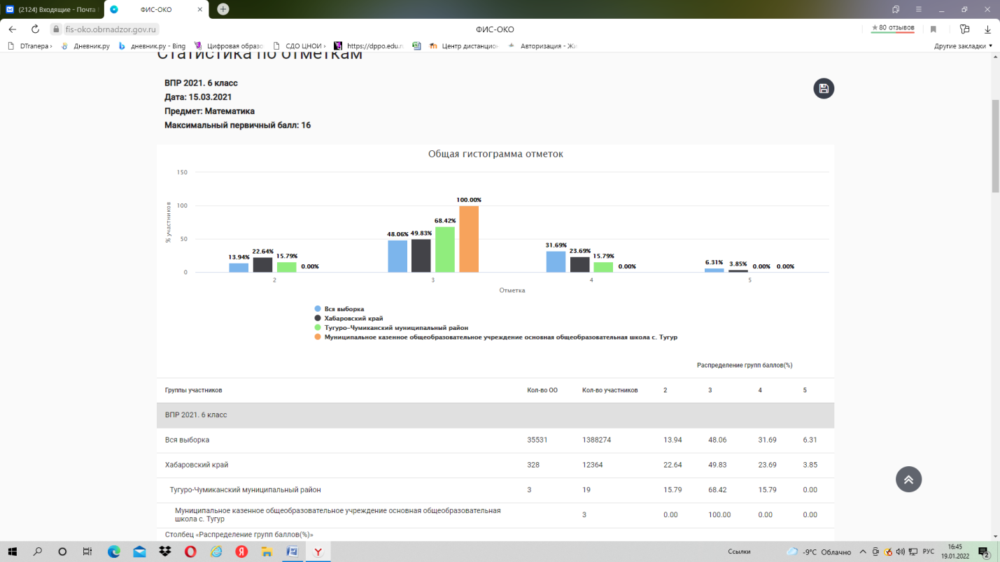 (2124) Входящие - Почта
ФИС-ОКО
fis-oko.obrnadzor.gov.ru
ФИС-ОКО
★ 80 отзывов
DTranepa ›
Дневник.ру
дневник.ру - Bing
Цифровая образо
СДО ЦНОИ ›
https://dppo.edu.r
Центр дистанцион
Авторизация - Жи
Другие закладки ▾
Статистика по отметкам
ВПР 2021. 6 класс
Дата: 15.03.2021
Предмет: Математика
Максимальный первичный балл: 16
Общая гистограмма отметок
% участников
150
100
50
0
13.94% 22.64% 15.79% 0.00%
48.06% 49.83% 68.42% 100.00%
31.69% 23.69% 15.79% 0.00%
6.31% 3.85% 0.00% 0.00%
2 3 4 5
Отметка
Вся выборка
Хабаровский край
Тугуро-Чумиканский муниципальный район
Муниципальное казенное общеобразовательное учреждение основная общеобразовательная школа с. Тугур
Распределение групп баллов(%)
Группы участников Кол-во ОО Кол-во участников 2 3 4 5
ВПР 2021. 6 класс
Вся выборка 35531 1388274 13.94 48.06 31.69 6.31
Хабаровский край 328 12364 22.64 49.83 23.69 3.85
Тугуро-Чумиканский муниципальный район 3 19 15.79 68.42 15.79 0.00
Муниципальное казенное общеобразовательное учреждение основная общеобразовательная
школа с. Тугур 3 0.00 100.00 0.00 0.00
Столбец «Распределение групп баллов(%)»
Ссылки
-9°C Облачно
РУС
16:45
19.01.2022
2